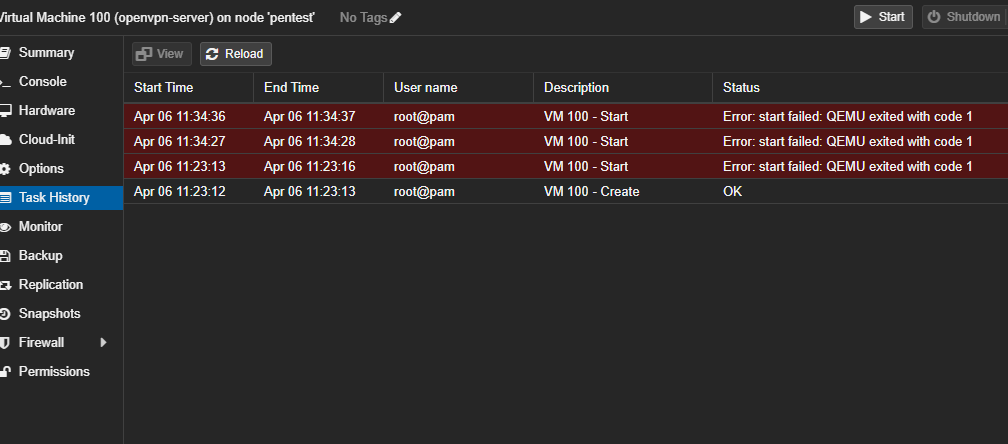 Virtual Machine 100 (openvpn-server) on node 'pentest' No Tags Start Shutdown
Summary
Console
Hardware
Cloud-Init
Options
Task History
Monitor
Backup
Replication
Snapshots
Firewall
Permissions
View Reload
Start Time End Time User name Description Status
Apr 06 11:34:36 Apr 06 11:34:37 root@pam VM 100 - Start Error: start failed: QEMU exited with code 1
Apr 06 11:34:27 Apr 06 11:34:28 root@pam VM 100 - Start Error: start failed: QEMU exited with code 1
Apr 06 11:23:13 Apr 06 11:23:16 root@pam VM 100 - Start Error: start failed: QEMU exited with code 1
Apr 06 11:23:12 Apr 06 11:23:13 root@pam VM 100 - Create OK